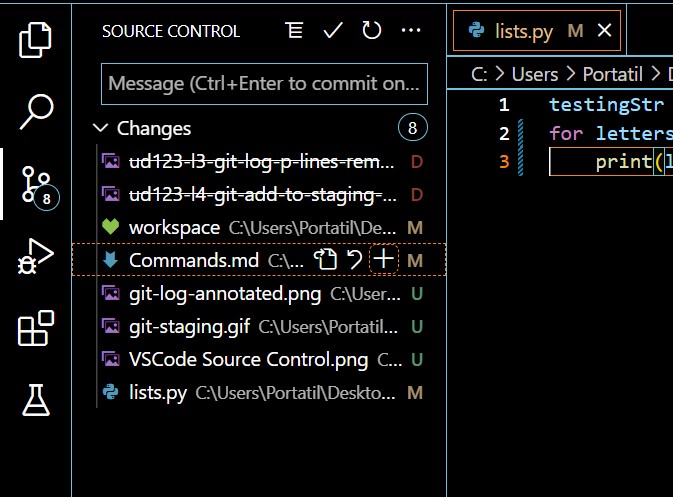 SOURCE CONTROL
Message (Ctrl+Enter to commit on...
Changes 8
ud123-l3-git-log-p-lines-rem... D
ud123-l4-git-add-to-staging-... D
workspace C:\Users\Portatil\De... M
Commands.md C:\... M
git-log-annotated.png C:\User... U
git-staging.gif C:\Users\Portatil... U
VSCode Source Control.png C... U
lists.py C:\Users\Portatil\Deskto... M
8
lists.py M
C: > Users > Portatil >
1 testingStr
2 for letters
3 print(l